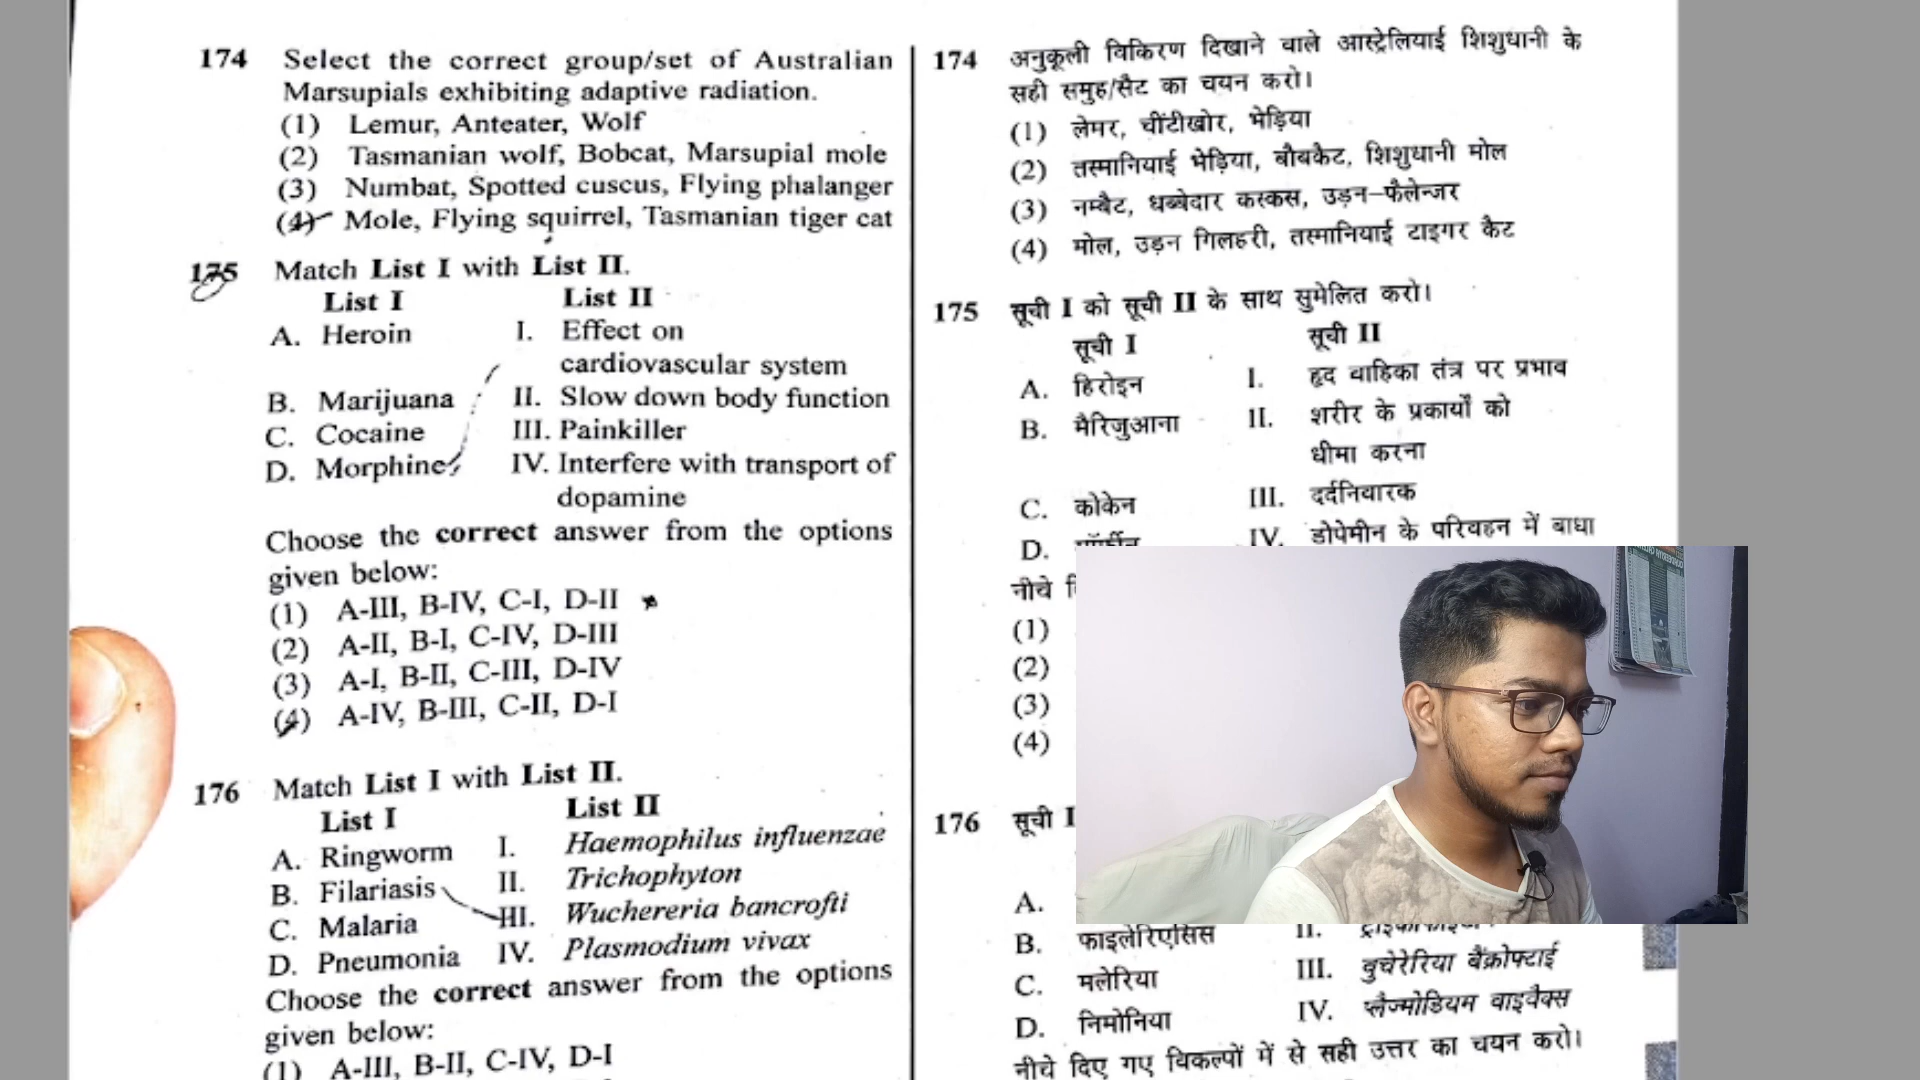 174 Select the correct group/set of Australian
Marsupials exhibiting adaptive radiation.
(1) Lemur, Anteater, Wolf
(2) Tasmanian wolf, Bobcat, Marsupial mole
(3) Numbat, Spotted cuscus, Flying phalanger
(4) Mole, Flying squirrel, Tasmanian tiger cat
175 Match List I with List II.
List I List II
A. Heroin I. Effect on
cardiovascular system
B. Marijuana II. Slow down body function
C. Cocaine III. Painkiller
D. Morphine IV. Interfere with transport of
dopamine
Choose the correct answer from the options
given below:
(1) A-III, B-IV, C-I, D-II
(2) A-II, B-I, C-IV, D-III
(3) A-I, B-II, C-III, D-IV
(4) A-IV, B-III, C-II, D-I
176 Match List I with List II.
List I List II
A. Ringworm I. Haemophilus influenzae
B. Filariasis II. Trichophyton
C. Malaria III. Wuchereria bancrofti
D. Pneumonia IV. Plasmodium vivax
Choose the correct answer from the options
given below:
(1) A-III, B-II, C-IV, D-I
174 अनुकूली विकिरण दिखाने वाले आस्ट्रेलियाई शिशुधानी के
सही समुह/सैट का चयन करो।
(1) लेमर, चींटीखोर, भेड़िया
(2) तस्मानियाई भेड़िया, बौबकैट, शिशुधानी मोल
(3) नम्बैट, धब्बेदार कस्कस, उड़न-फैलेन्जर
(4) मोल, उड़न गिलहरी, तस्मानियाई टाइगर कैट
175 सूची I को सूची II के साथ सुमेलित करो।
सूची I सूची II
A. हिरोइन I. हृद वाहिका तंत्र पर प्रभाव
B. मैरिजुआना II. शरीर के प्रकार्यों को
धीमा करना
C. कोकेन III. दर्दनिवारक
D. मॉर्फीन IV. डोपेमीन के परिवहन में बाधा
नीचे
(1)
(2)
(3)
(4)
176 सूची I
A.
B. फाइलेरिएसिस II.
C. मलेरिया III. वुचेरेरिया बैंक्रोफ्टाई
D. निमोनिया IV. प्लैज्मोडियम वाइवैक्स
नीचे दिए गए विकल्पों में से सही उत्तर का चयन करो।